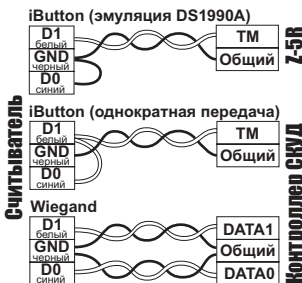 iButton (эмуляция DS1990A)
D1
белый
GND
черный
D0
синий
TM
Общий
Z-5R
iButton (однократная передача)
D1
белый
GND
черный
D0
синий
TM
Общий
Wiegand
D1
белый
GND
черный
D0
синий
DATA1
Общий
DATA0
Считыватель
Контроллер СКУД